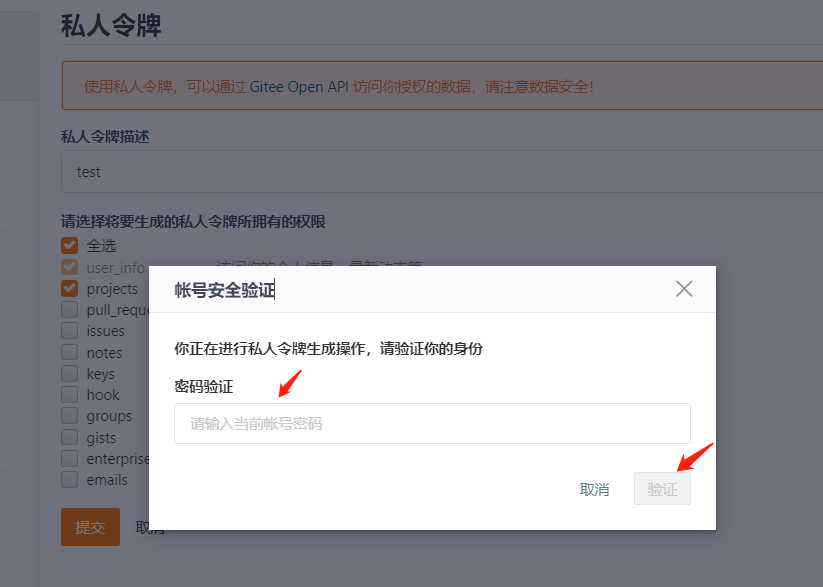 私人令牌
使用私人令牌，可以通过 Gitee Open API 访问你授权的数据，请注意数据安全！
私人令牌描述
test
请选择将要生成的私人令牌所拥有的权限
全选
user_info
projects
pull_reque
issues
notes
keys
hook
groups
gists
enterprise
emails
提交 取消
帐号安全验证
你正在进行私人令牌生成操作，请验证你的身份
密码验证
请输入当前帐号密码
取消 验证